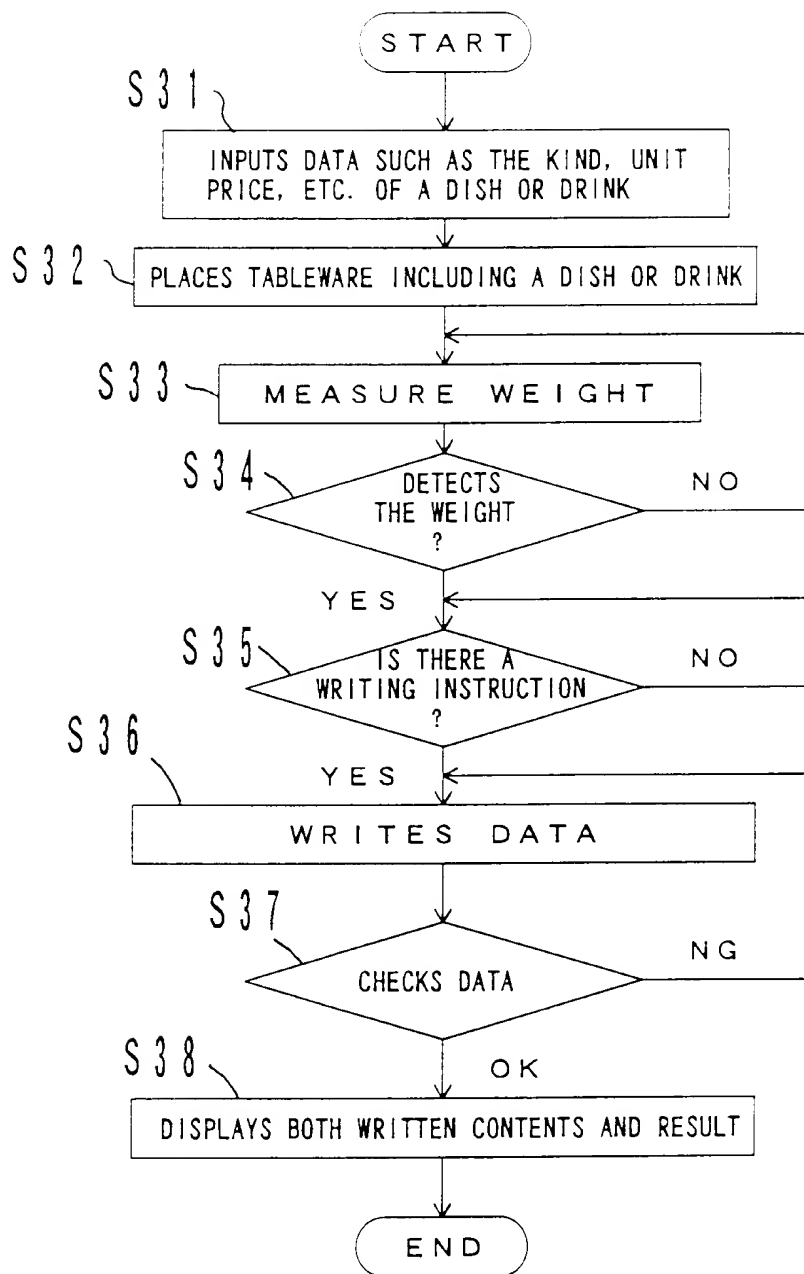 START
S31
INPUTS DATA SUCH AS THE KIND, UNIT
PRICE, ETC. OF A DISH OR DRINK
S32
PLACES TABLEWARE INCLUDING A DISH OR DRINK
S33
MEASURE WEIGHT
S34
DETECTS
THE WEIGHT
?
NO
YES
S35
IS THERE A
WRITING INSTRUCTION
?
NO
S36
YES
WRITES DATA
S37
CHECKS DATA
NG
S38
OK
DISPLAYS BOTH WRITTEN CONTENTS AND RESULT
END